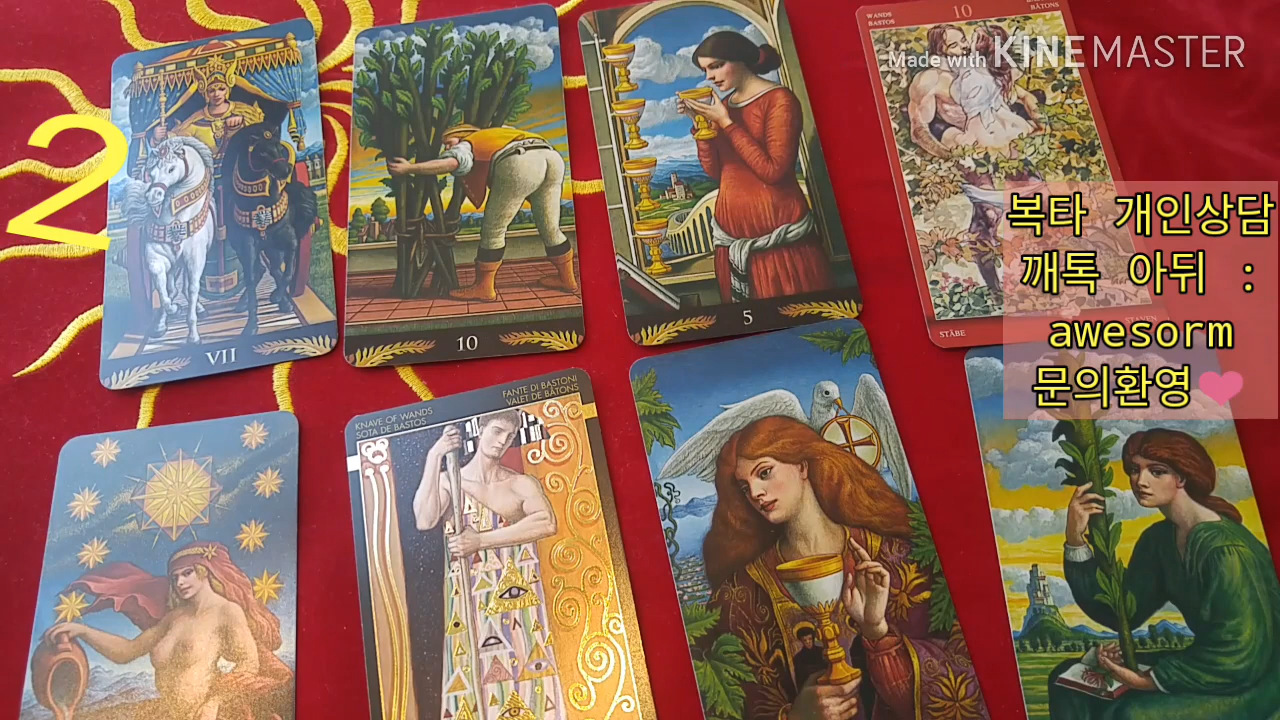 2
VII
10
5
WANDS
BASTOS
10
BÂTONS
STÄBE
STAVEN
Made with KINEMASTER
복타 개인상담
깨톡 아뒤 :
awesorm
문의환영
KNAVE OF WANDS
SOTA DE BASTOS
FANTE DI BASTONI
VALET DE BÂTONS